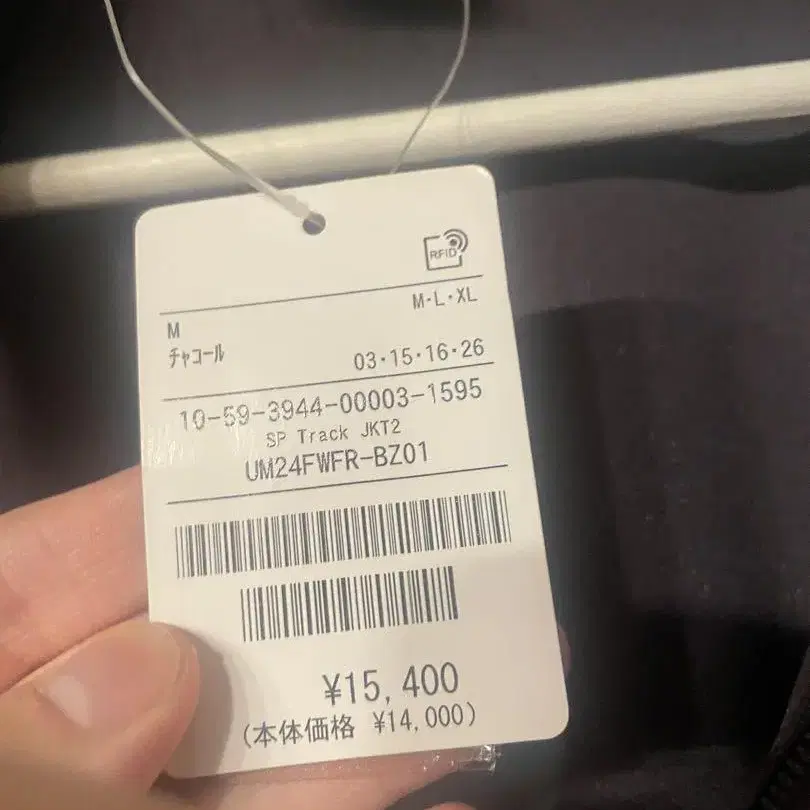 RFID
M・L・XL
M
チャコール
03・15・16・26
10-59-3944-00003-1595
SP Track JKT2
UM24FWFR-BZ01
¥15,400
(本体価格 ¥14,000)